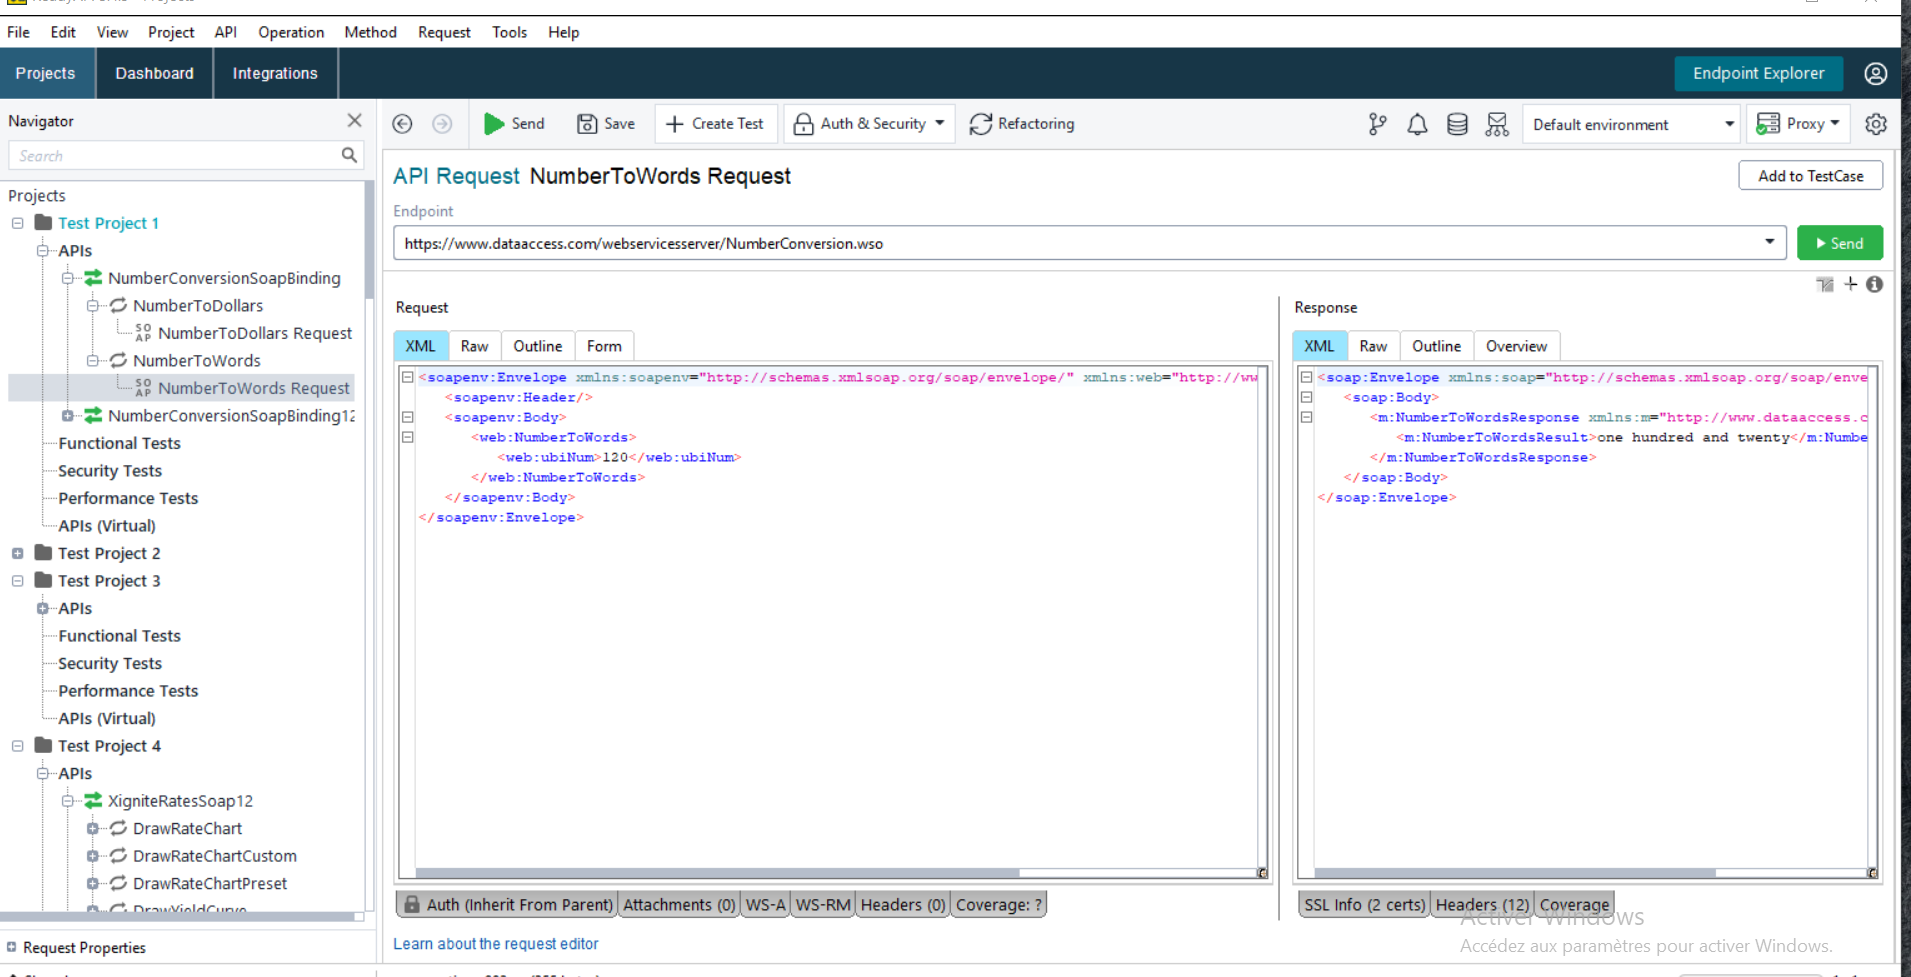 File Edit View Project API Operation Method Request Tools Help
Projects Dashboard Integrations Endpoint Explorer
Navigator
Send Save Create Test Auth & Security Refactoring Default environment Proxy
Search
Projects
Test Project 1
APIs
NumberConversionSoapBinding
NumberToDollars
SOAP NumberToDollars Request
NumberToWords
SOAP NumberToWords Request
NumberConversionSoapBinding12
Functional Tests
Security Tests
Performance Tests
APIs (Virtual)
Test Project 2
Test Project 3
APIs
Functional Tests
Security Tests
Performance Tests
APIs (Virtual)
Test Project 4
APIs
XigniteRatesSoap12
DrawRateChart
DrawRateChartCustom
DrawRateChartPreset
DrawYieldCurve
Request Properties
API Request NumberToWords Request
Add to TestCase
Endpoint
https://www.dataaccess.com/webservicesserver/NumberConversion.wso
Send
Request
XML Raw Outline Form
<soapenv:Envelope xmlns:soapenv="http://schemas.xmlsoap.org/soap/envelope/" xmlns:web="http://ww
<soapenv:Header/>
<soapenv:Body>
<web:NumberToWords>
<web:ubiNum>120</web:ubiNum>
</web:NumberToWords>
</soapenv:Body>
</soapenv:Envelope>
Auth (Inherit From Parent) Attachments (0) WS-A WS-RM Headers (0) Coverage: ?
Learn about the request editor
Response
XML Raw Outline Overview
<soap:Envelope xmlns:soap="http://schemas.xmlsoap.org/soap/enve
<soap:Body>
<m:NumberToWordsResponse xmlns:m="http://www.dataaccess.c
<m:NumberToWordsResult>one hundred and twenty</m:Numbe
</m:NumberToWordsResponse>
</soap:Body>
</soap:Envelope>
SSL Info (2 certs) Headers (12) Coverage
Activer Windows
Accédez aux paramètres pour activer Windows.